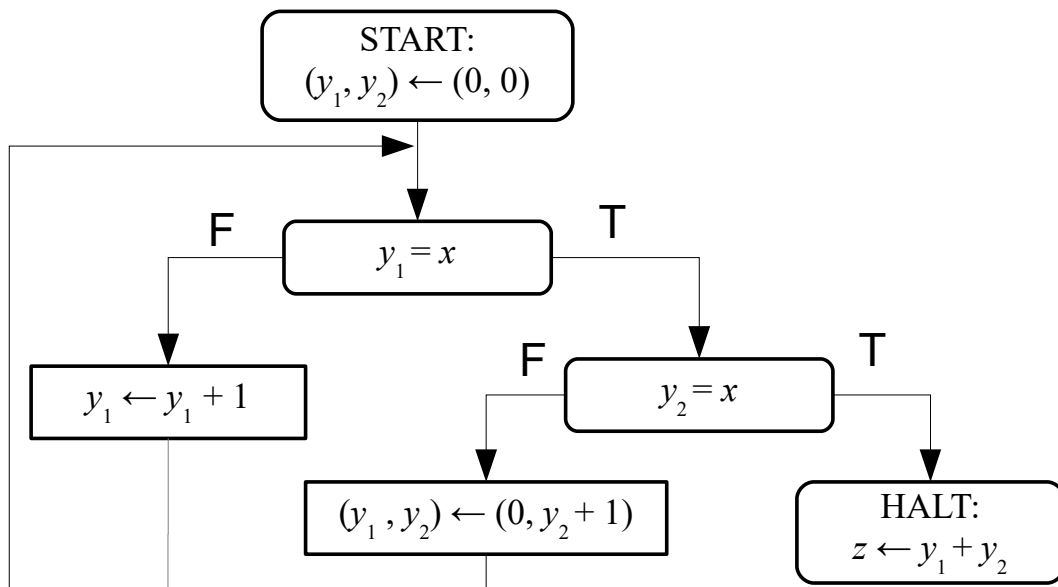 START:
(y₁, y₂) ← (0, 0)
F
T
y₁ = x
F
T
y₁ ← y₁ + 1
y₂ = x
(y₁ , y₂) ← (0, y₂ + 1)
HALT:
z ← y₁ + y₂